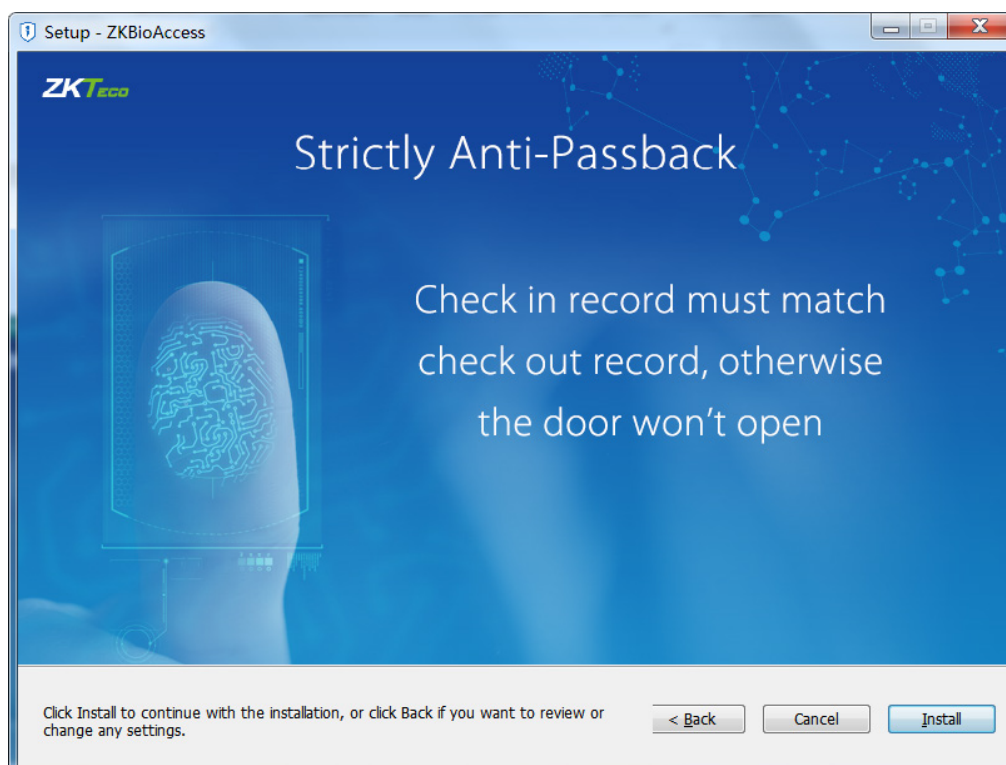 Setup - ZKBioAccess
ZKTeco
Strictly Anti-Passback
Check in record must match
check out record, otherwise
the door won't open
Click Install to continue with the installation, or click Back if you want to review or
change any settings.
< Back
Cancel
Install